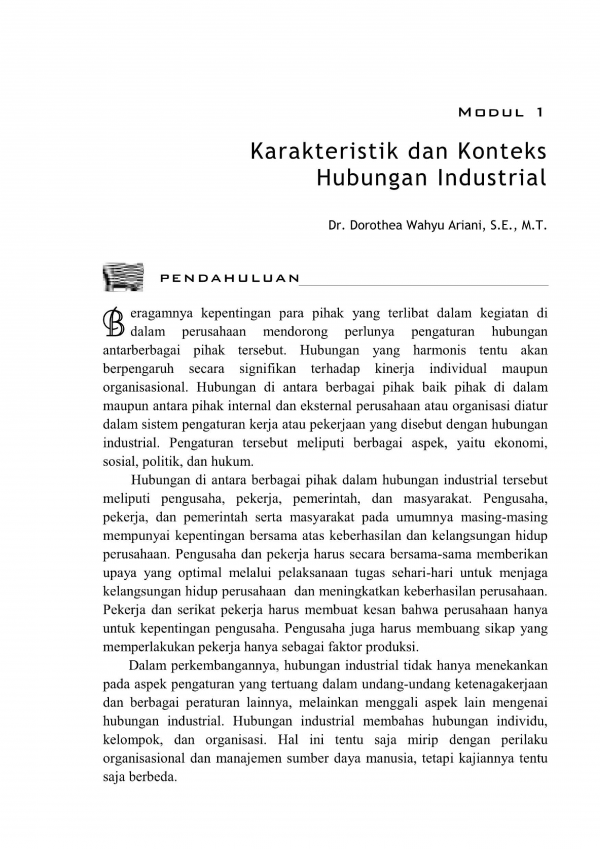 Modul 1
Karakteristik dan Konteks
Hubungan Industrial
Dr. Dorothea Wahyu Ariani, S.E., M.T.
PENDAHULUAN
Beragamnya kepentingan para pihak yang terlibat dalam kegiatan di
dalam perusahaan mendorong perlunya pengaturan hubungan
antarberbagai pihak tersebut. Hubungan yang harmonis tentu akan
berpengaruh secara signifikan terhadap kinerja individual maupun
organisasional. Hubungan di antara berbagai pihak baik pihak di dalam
maupun antara pihak internal dan eksternal perusahaan atau organisasi diatur
dalam sistem pengaturan kerja atau pekerjaan yang disebut dengan hubungan
industrial. Pengaturan tersebut meliputi berbagai aspek, yaitu ekonomi,
sosial, politik, dan hukum.
Hubungan di antara berbagai pihak dalam hubungan industrial tersebut
meliputi pengusaha, pekerja, pemerintah, dan masyarakat. Pengusaha,
pekerja, dan pemerintah serta masyarakat pada umumnya masing-masing
mempunyai kepentingan bersama atas keberhasilan dan kelangsungan hidup
perusahaan. Pengusaha dan pekerja harus secara bersama-sama memberikan
upaya yang optimal melalui pelaksanaan tugas sehari-hari untuk menjaga
kelangsungan hidup perusahaan dan meningkatkan keberhasilan perusahaan.
Pekerja dan serikat pekerja harus membuat kesan bahwa perusahaan hanya
untuk kepentingan pengusaha. Pengusaha juga harus membuang sikap yang
memperlakukan pekerja hanya sebagai faktor produksi.
Dalam perkembangannya, hubungan industrial tidak hanya menekankan
pada aspek pengaturan yang tertuang dalam undang-undang ketenagakerjaan
dan berbagai peraturan lainnya, melainkan menggali aspek lain mengenai
hubungan industrial. Hubungan industrial membahas hubungan individu,
kelompok, dan organisasi. Hal ini tentu saja mirip dengan perilaku
organisasional dan manajemen sumber daya manusia, tetapi kajiannya tentu
saja berbeda.